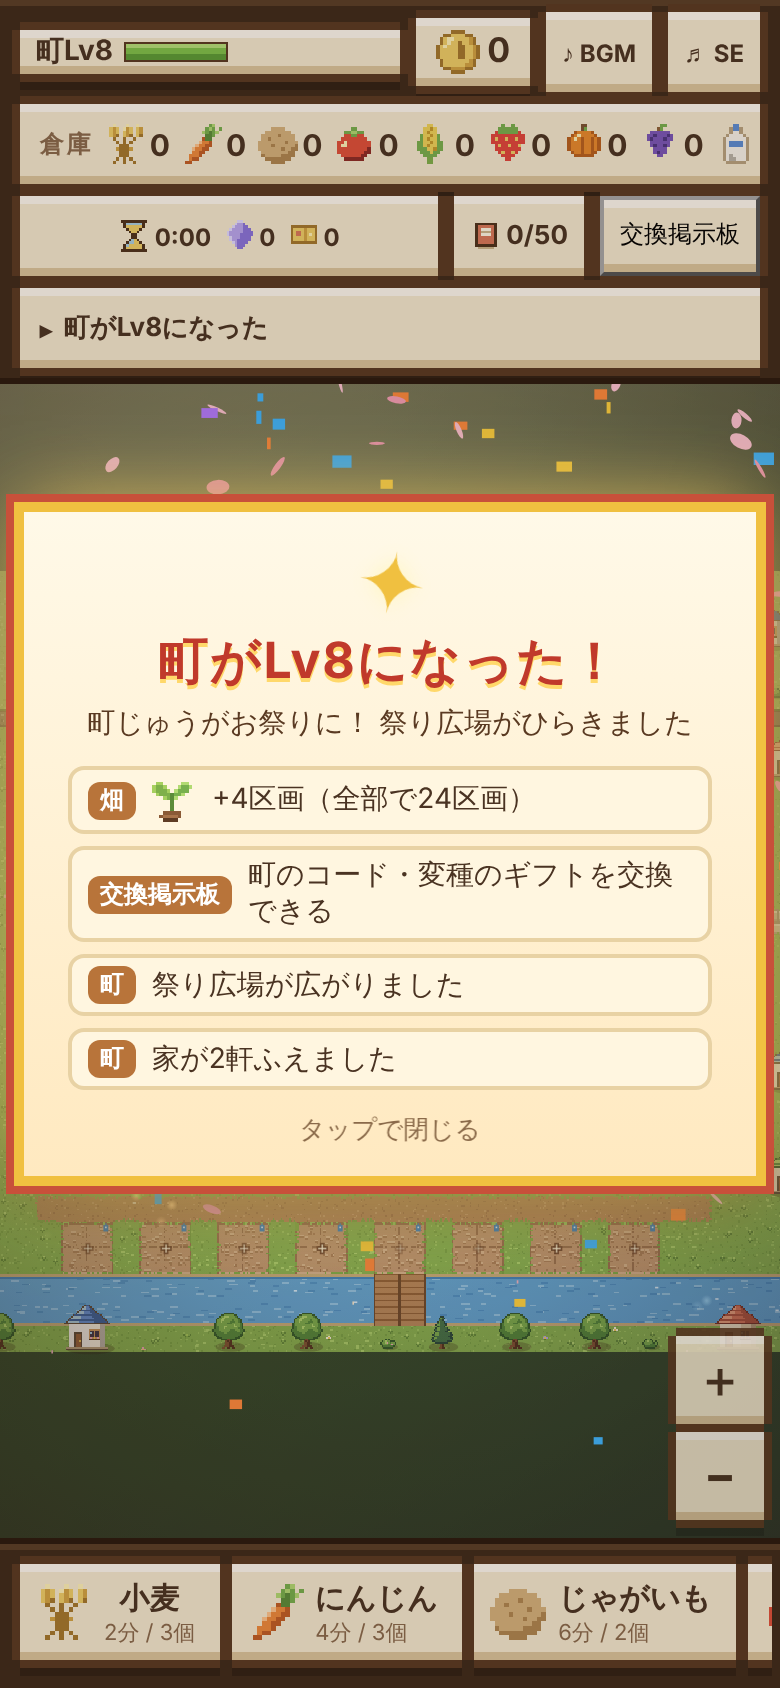 町Lv8
0
♪ BGM
♬ SE
倉庫 0 0 0 0 0 0 0 0
0:00 0 0
0/50
交換掲示板
▶ 町がLv8になった
町がLv8になった！
町じゅうがお祭りに！ 祭り広場がひらきました
畑 +4区画（全部で24区画）
交換掲示板 町のコード・変種のギフトを交換
できる
町 祭り広場が広がりました
町 家が2軒ふえました
タップで閉じる
+
−
小麦
2分 / 3個
にんじん
4分 / 3個
じゃがいも
6分 / 2個